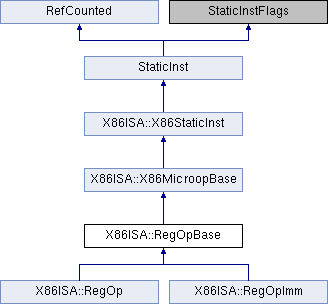 RefCounted
StaticInstFlags
StaticInst
X86ISA::X86StaticInst
X86ISA::X86MicroopBase
X86ISA::RegOpBase
X86ISA::RegOp
X86ISA::RegOpImm